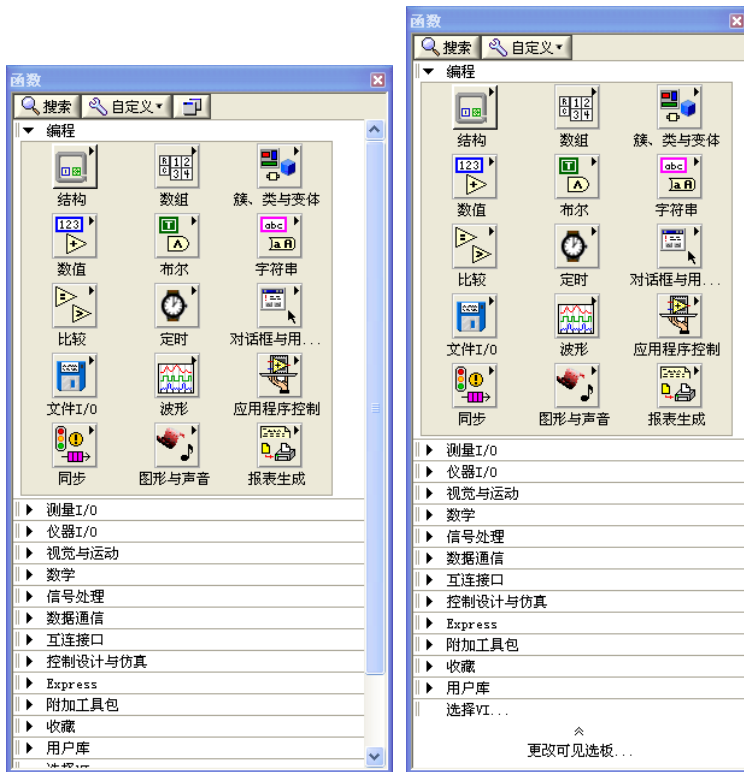 函数
搜索 自定义
编程
结构 数组 簇、类与变体
数值 布尔 字符串
比较 定时 对话框与用...
文件I/O 波形 应用程序控制
同步 图形与声音 报表生成
测量I/O
仪器I/O
视觉与运动
数学
信号处理
数据通信
互连接口
控制设计与仿真
Express
附加工具包
收藏
用户库
函数
搜索 自定义
编程
结构 数组 簇、类与变体
数值 布尔 字符串
比较 定时 对话框与用...
文件I/O 波形 应用程序控制
同步 图形与声音 报表生成
测量I/O
仪器I/O
视觉与运动
数学
信号处理
数据通信
互连接口
控制设计与仿真
Express
附加工具包
收藏
用户库
选择VI...
更改可见选板...